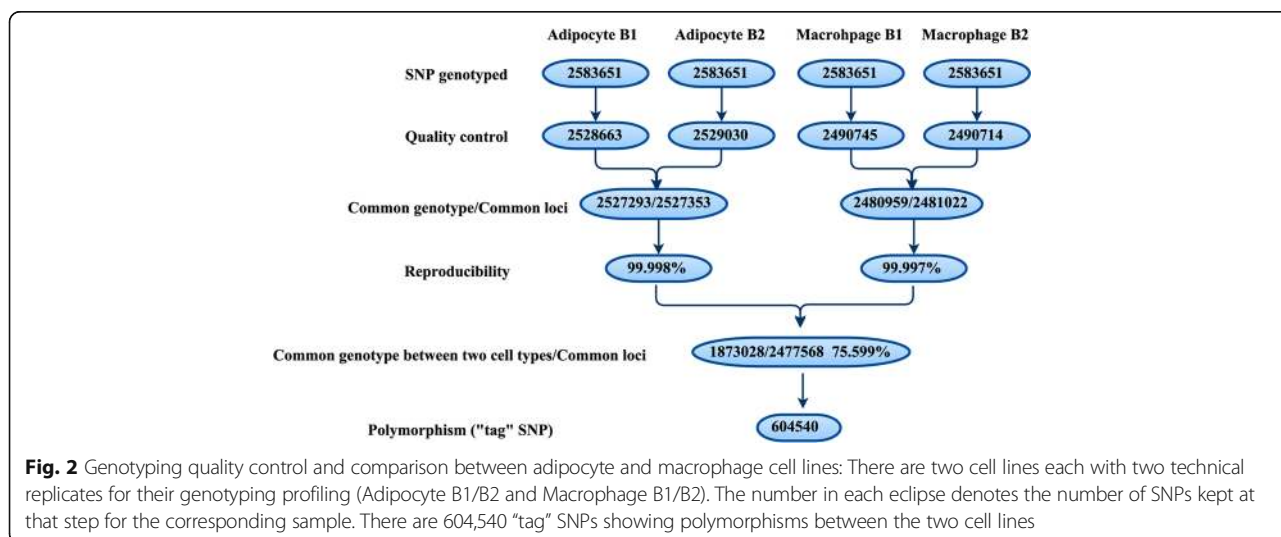 Adipocyte B1 Adipocyte B2 Macrohpage B1 Macrophage B2
SNP genotyped 2583651 2583651 2583651 2583651
Quality control 2528663 2529030 2490745 2490714
Common genotype/Common loci 2527293/2527353 2480959/2481022
Reproducibility 99.998% 99.997%
Common genotype between two cell types/Common loci 1873028/2477568 75.599%
Polymorphism ("tag" SNP) 604540
Fig. 2 Genotyping quality control and comparison between adipocyte and macrophage cell lines: There are two cell lines each with two technical
replicates for their genotyping profiling (Adipocyte B1/B2 and Macrophage B1/B2). The number in each eclipse denotes the number of SNPs kept at
that step for the corresponding sample. There are 604,540 “tag” SNPs showing polymorphisms between the two cell lines